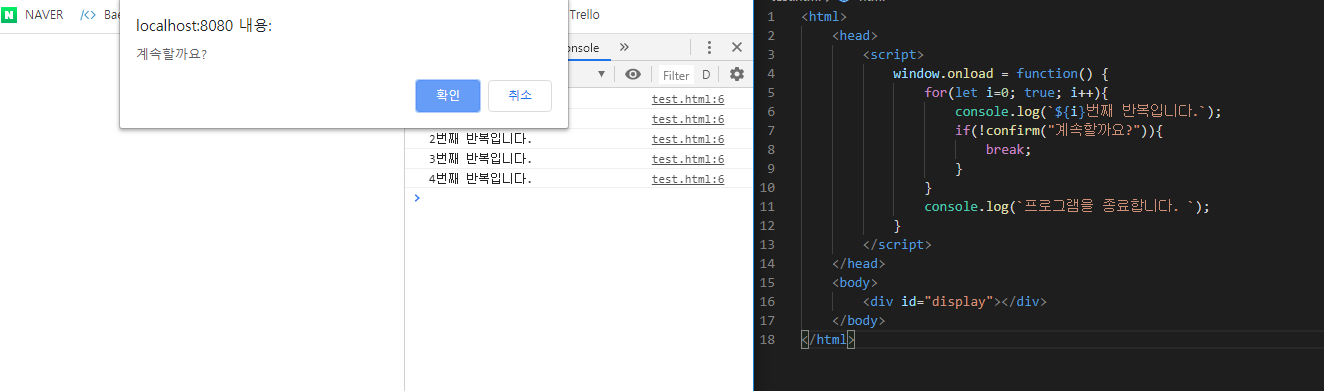 NAVER </> Bae Trello
localhost:8080 내용:
계속할까요?
확인 취소
onsole »
Filter D
test.html:6
test.html:6
2번째 반복입니다. test.html:6
3번째 반복입니다. test.html:6
4번째 반복입니다. test.html:6
>
1 <html>
2 <head>
3 <script>
4 window.onload = function() {
5 for(let i=0; true; i++){
6 console.log(`${i}번째 반복입니다.`);
7 if(!confirm("계속할까요?")){
8 break;
9 }
10 }
11 console.log(`프로그램을 종료합니다. `);
12 }
13 </script>
14 </head>
15 <body>
16 <div id="display"></div>
17 </body>
18 </html>